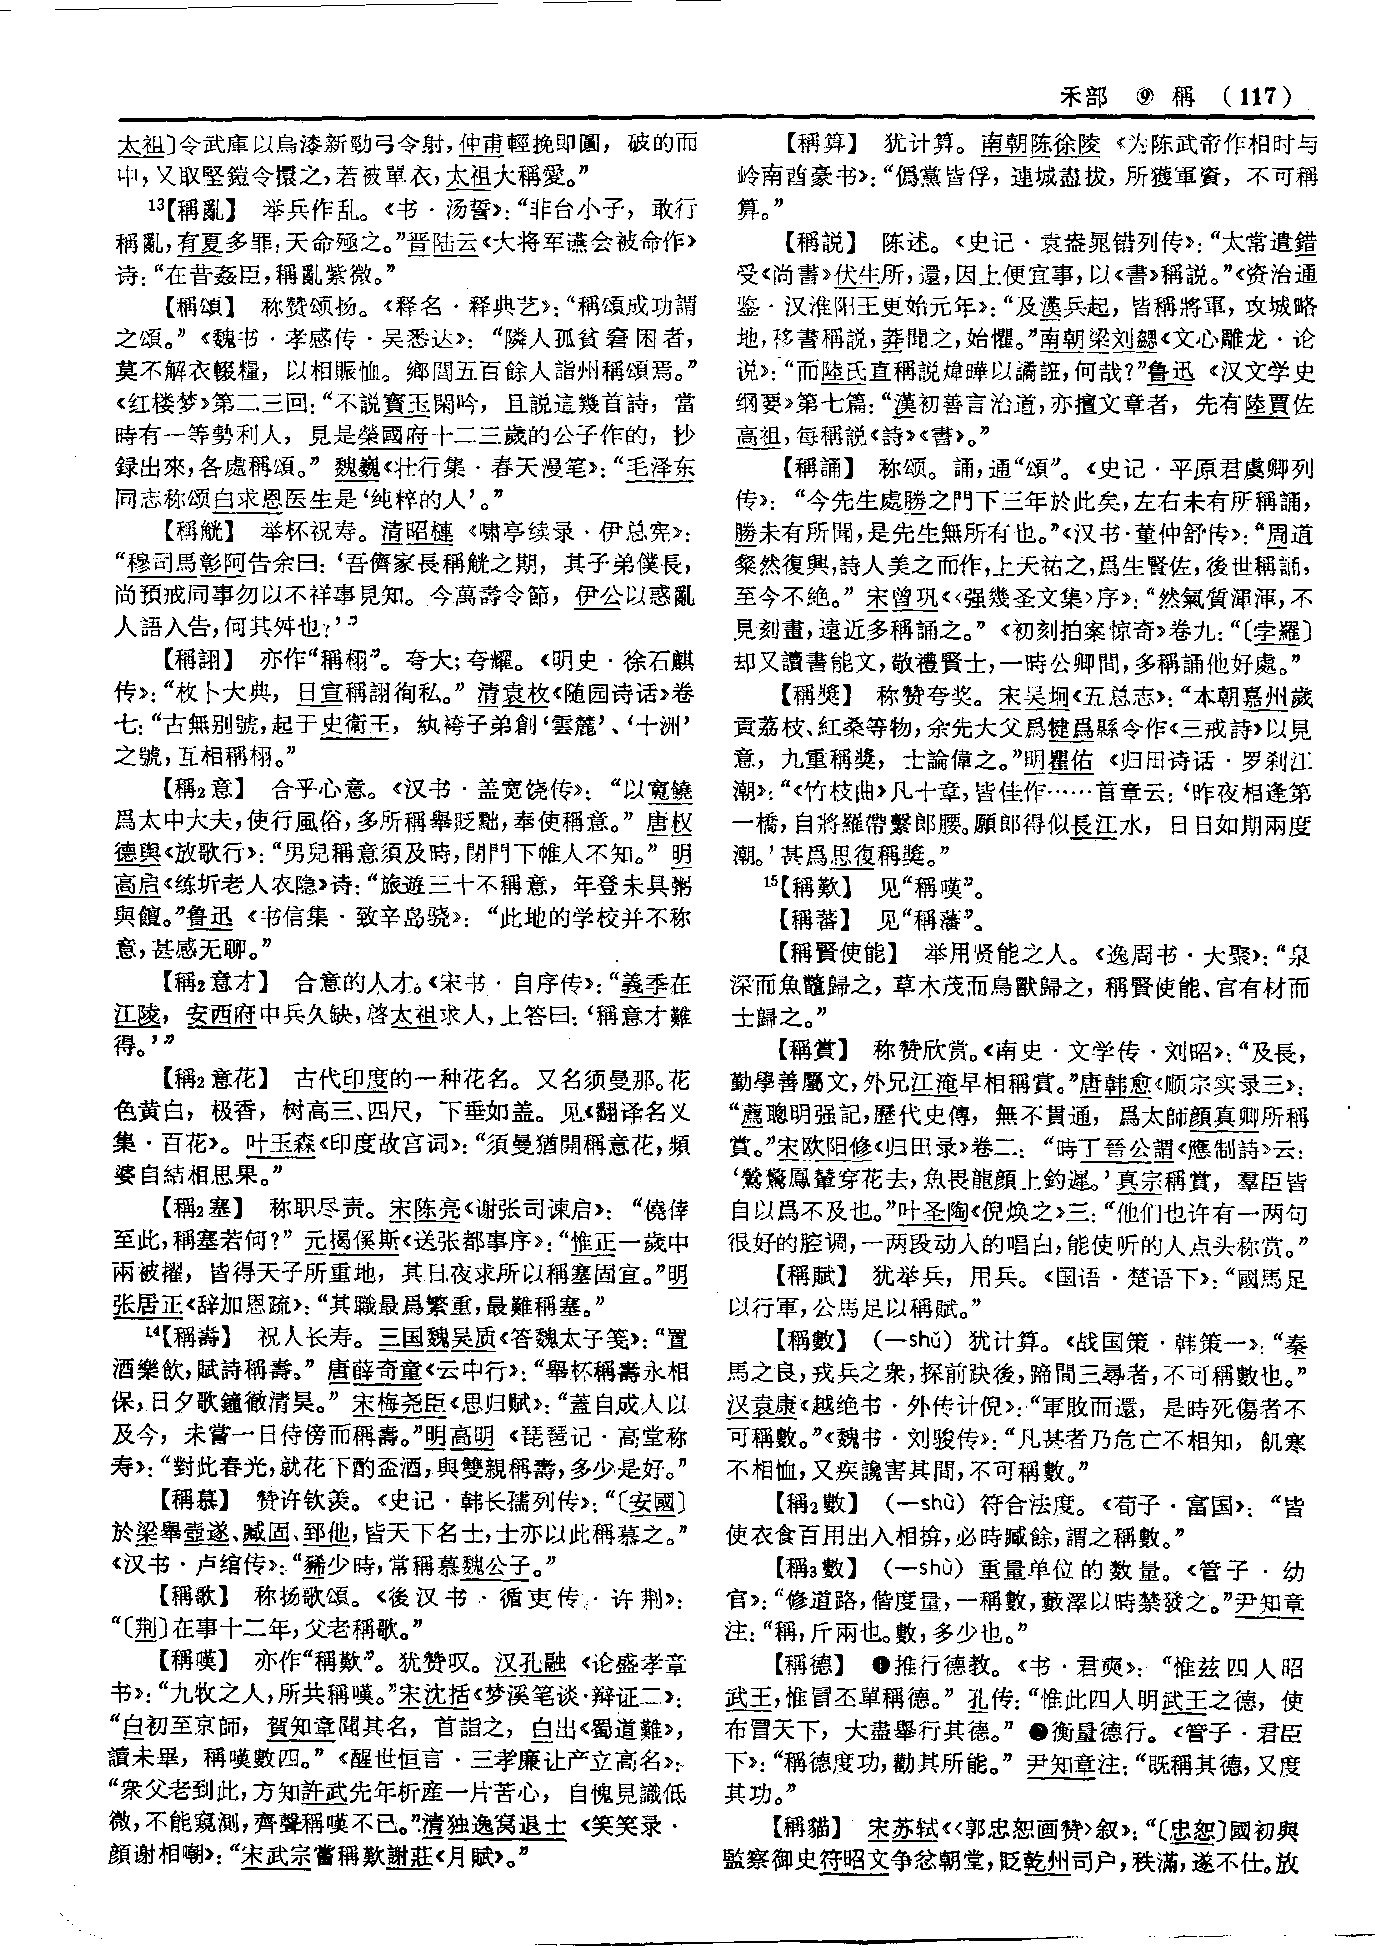 禾部 ⑨ 稱 （117）
太祖〕令武庫以烏漆新勁弓令射，仲甫輕挽即圓，破的而
中，又取堅鎧令擐之，若被單衣，太祖大稱愛。”
13【稱亂】 举兵作乱。《书·汤誓》：“非台小子，敢行
稱亂，有夏多罪，天命殛之。”晋陆云《大将军䜩会被命作》
诗：“在昔姦臣，稱亂紫微。”
【稱頌】 称赞颂扬。《释名·释典艺》：“稱頌成功謂
之頌。”《魏书·孝感传·吴悉达》：“隣人孤貧窘困者，
莫不解衣輟糧，以相賑恤。鄉閭五百餘人詣州稱頌焉。”
《红楼梦》第二三回：“不說寶玉閑吟，且說這幾首詩，當
時有一等勢利人，見是榮國府十二三歲的公子作的，抄
録出來，各處稱頌。”魏巍《壮行集·春天漫笔》：“毛泽东
同志称颂白求恩医生是‘纯粹的人’。”
【稱觥】 举杯祝寿。清昭槤《啸亭续录·伊总宪》：
“穆司馬彰阿告余曰：‘吾儕家長稱觥之期，其子弟僕長，
尚預戒同事勿以不祥事見知。今萬壽令節，伊公以惑亂
人語入告，何其舛也？’”
【稱詡】 亦作“稱栩”。夸大；夸耀。《明史·徐石麒
传》：“枚卜大典，日宣稱詡徇私。”清袁枚《随园诗话》卷
七：“古無别號，起于史衛王，紈袴子弟創‘雲麓’、‘十洲’
之號，互相稱栩。”
【稱₂意】 合乎心意。《汉书·盖宽饶传》：“以寬饒
爲太中大夫，使行風俗，多所稱舉貶黜，奉使稱意。”唐权
德舆《放歌行》：“男兒稱意須及時，閉門下帷人不知。”明
高启《练圻老人农隐》诗：“旅遊三十不稱意，年登未具粥
與饘。”鲁迅《书信集·致辛岛骁》：“此地的学校并不称
意，甚感无聊。”
【稱₂意才】 合意的人才。《宋书·自序传》：“義季在
江陵，安西府中兵久缺，啓太祖求人，上答曰：‘稱意才難
得。’”
【稱₂意花】 古代印度的一种花名。又名须曼那。花
色黄白，极香，树高三、四尺，下垂如盖。见《翻译名义
集·百花》。叶玉森《印度故宫词》：“須曼猶開稱意花，頻
婆自結相思果。”
【稱₂塞】 称职尽责。宋陈亮《谢张司谏启》：“僥倖
至此，稱塞若何？”元揭傒斯《送张都事序》：“惟正一歲中
兩被擢，皆得天子所重地，其日夜求所以稱塞固宜。”明
张居正《辞加恩疏》：“其職最爲繁重，最難稱塞。”
14【稱壽】 祝人长寿。三国魏吴质《答魏太子笺》：“置
酒樂飲，賦詩稱壽。”唐薛奇童《云中行》：“舉杯稱壽永相
保，日夕歌鐘徹清昊。”宋梅尧臣《思归赋》：“蓋自成人以
及今，未嘗一日侍傍而稱壽。”明高明《琵琶记·高堂称
寿》：“對此春光，就花下酌盃酒，與雙親稱壽，多少是好。”
【稱慕】 赞许钦羡。《史记·韩长孺列传》：“〔安國〕
於梁舉壺遂、臧固、郅他，皆天下名士，士亦以此稱慕之。”
《汉书·卢绾传》：“豨少時，常稱慕魏公子。”
【稱歌】 称扬歌頌。《後汉书·循吏传·许荆》：
“〔荆〕在事十二年，父老稱歌。”
【稱嘆】 亦作“稱歎”。犹赞叹。汉孔融《论盛孝章
书》：“九牧之人，所共稱嘆。”宋沈括《梦溪笔谈·辩证二》：
“白初至京師，賀知章聞其名，首詣之，白出《蜀道難》，
讀未畢，稱嘆數四。”《醒世恒言·三孝廉让产立高名》：
“衆父老到此，方知許武先年析産一片苦心，自愧見識低
微，不能窺測，齊聲稱嘆不已。”清独逸窝退士《笑笑录·
顔谢相嘲》：“宋武宗嘗稱歎謝莊《月賦》。”
【稱算】 犹计算。南朝陈徐陵《为陈武帝作相时与
岭南酋豪书》：“僞黨皆俘，連城盡拔，所獲軍資，不可稱
算。”
【稱説】 陈述。《史记·袁盎晁错列传》：“太常遣錯
受《尚書》伏生所，還，因上便宜事，以《書》稱説。”《资治通
鉴·汉淮阳王更始元年》：“及漢兵起，皆稱將軍，攻城略
地，移書稱説，莽聞之，始懼。”南朝梁刘勰《文心雕龙·论
说》：“而陸氏直稱説煒曄以譎誑，何哉？”鲁迅《汉文学史
纲要》第七篇：“漢初善言治道，亦擅文章者，先有陸賈佐
高祖，每稱説《詩》《書》。”
【稱誦】 称颂。誦，通“頌”。《史记·平原君虞卿列
传》：“今先生處勝之門下三年於此矣，左右未有所稱誦，
勝未有所聞，是先生無所有也。”《汉书·董仲舒传》：“周道
粲然復興，詩人美之而作，上天祐之，爲生賢佐，後世稱誦，
至今不絶。”宋曾巩《〈强幾圣文集〉序》：“然氣質渾渾，不
見刻畫，遠近多稱誦之。”《初刻拍案惊奇》卷九：“〔孛羅〕
却又讀書能文，敬禮賢士，一時公卿間，多稱誦他好處。”
【稱奬】 称赞夸奖。宋吴坰《五总志》：“本朝嘉州歲
貢荔枝、紅桑等物，余先大父爲犍爲縣令作《三戒詩》以見
意，九重稱奬，士論偉之。”明瞿佑《归田诗话·罗刹江
潮》：“《竹枝曲》凡十章，皆佳作……首章云：‘昨夜相逢第
一橋，自將羅帶繫郎腰。願郎得似長江水，日日如期兩度
潮。’甚爲思復稱奬。”
15【稱歎】 见“稱嘆”。
【稱蕃】 见“稱藩”。
【稱賢使能】 举用贤能之人。《逸周书·大聚》：“泉
深而魚鼈歸之，草木茂而鳥獸歸之，稱賢使能、官有材而
士歸之。”
【稱賞】 称赞欣赏。《南史·文学传·刘昭》：“及長，
勤學善屬文，外兄江淹早相稱賞。”唐韩愈《顺宗实录三》：
“薦聰明强記，歷代史傳，無不貫通，爲太師顔真卿所稱
賞。”宋欧阳修《归田录》卷二：“時丁晉公謂《應制詩》云：
‘鶯驚鳳輦穿花去，魚畏龍顔上釣遲。’真宗稱賞，羣臣皆
自以爲不及也。”叶圣陶《倪焕之》三：“他们也许有一两句
很好的腔调，一两段动人的唱白，能使听的人点头称赏。”
【稱賦】 犹举兵，用兵。《国语·楚语下》：“國馬足
以行軍，公馬足以稱賦。”
【稱數】（—shǔ）犹计算。《战国策·韩策一》：“秦
馬之良，戎兵之衆，探前趹後，蹄間三尋者，不可稱數也。”
汉袁康《越绝书·外传计倪》：“軍敗而還，是時死傷者不
可稱數。”《魏书·刘骏传》：“凡甚者乃危亡不相知，飢寒
不相恤，又疾讒害其間，不可稱數。”
【稱₂數】（—shù）符合法度。《荀子·富国》：“皆
使衣食百用出入相揜，必時臧餘，謂之稱數。”
【稱₃數】（—shù）重量单位的数量。《管子·幼
官》：“修道路，偕度量，一稱數，藪澤以時禁發之。”尹知章
注：“稱，斤兩也。數，多少也。”
【稱德】 ❶推行德教。《书·君奭》：“惟兹四人昭
武王，惟冒丕單稱德。”孔传：“惟此四人明武王之德，使
布冒天下，大盡舉行其德。”❷衡量德行。《管子·君臣
下》：“稱德度功，勸其所能。”尹知章注：“既稱其德，又度
其功。”
【稱貓】 宋苏轼《〈郭忠恕画赞〉叙》：“〔忠恕〕國初與
監察御史符昭文争忿朝堂，貶乾州司户，秩滿，遂不仕。放